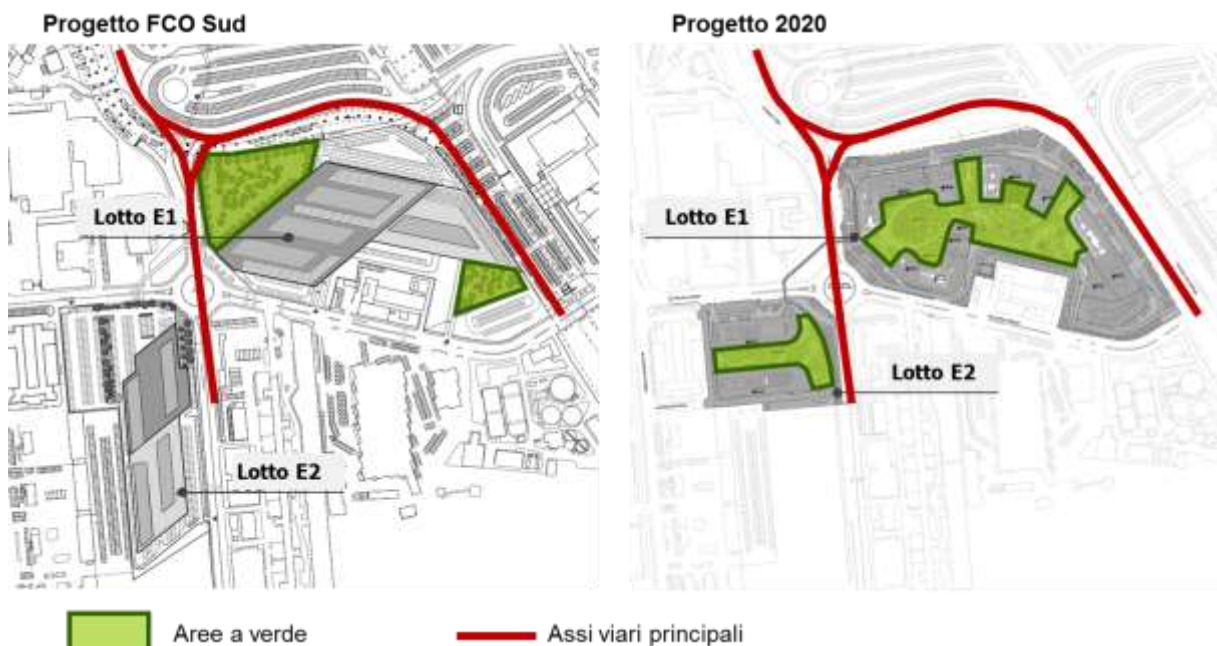 Progetto FCO Sud
Progetto 2020
Lotto E1
Lotto E2
Lotto E1
Lotto E2
Aree a verde
Assi viari principali